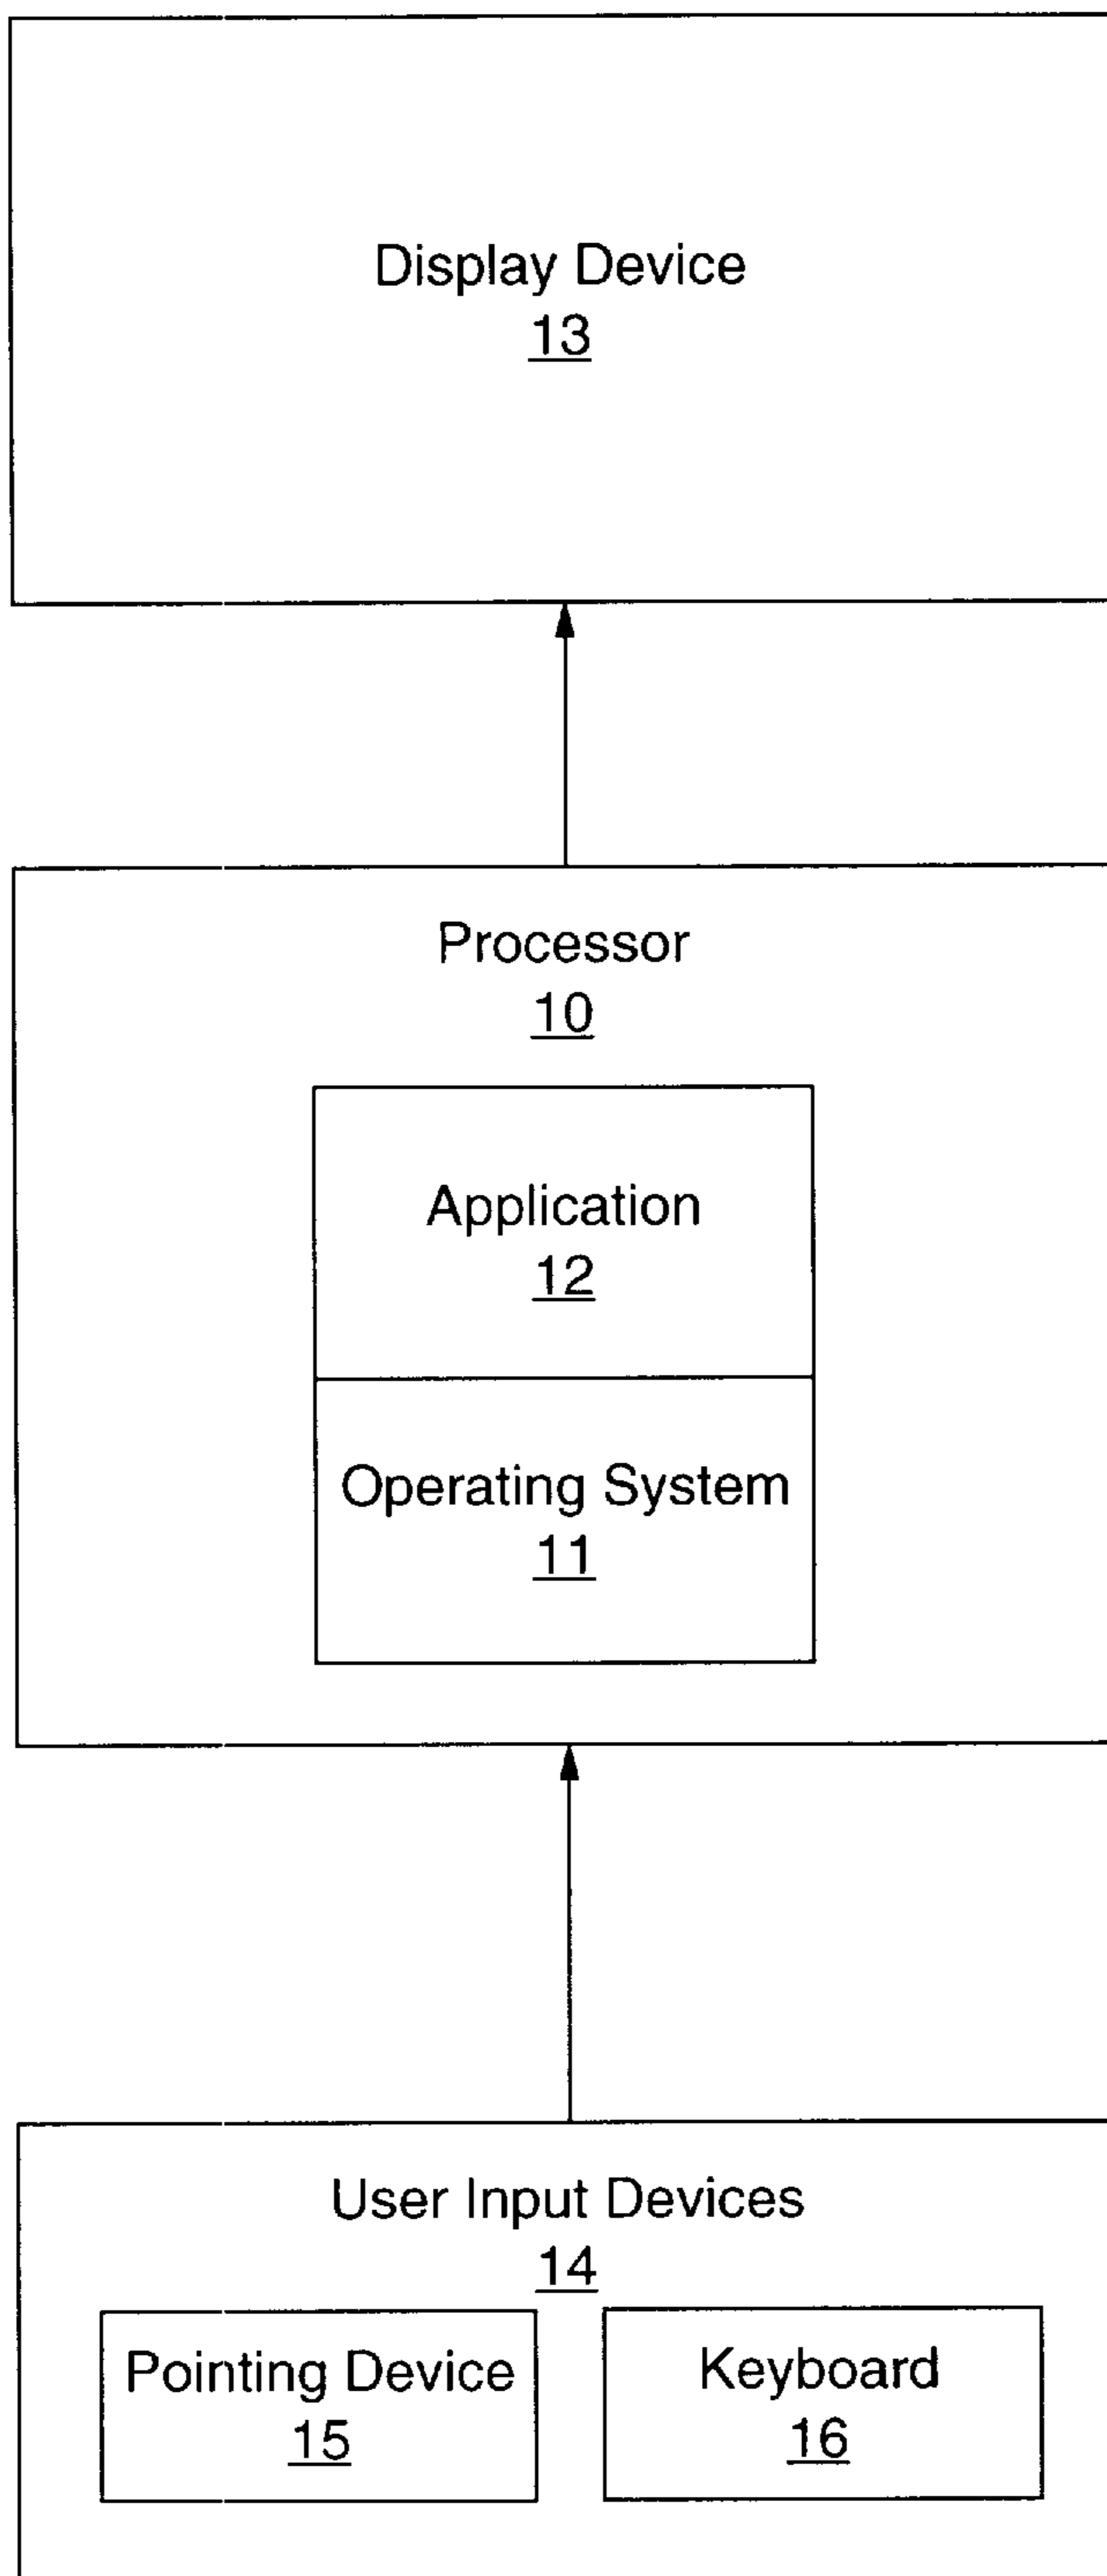 Display Device
13
Processor
10
Application
12
Operating System
11
User Input Devices
14
Pointing Device
15
Keyboard
16